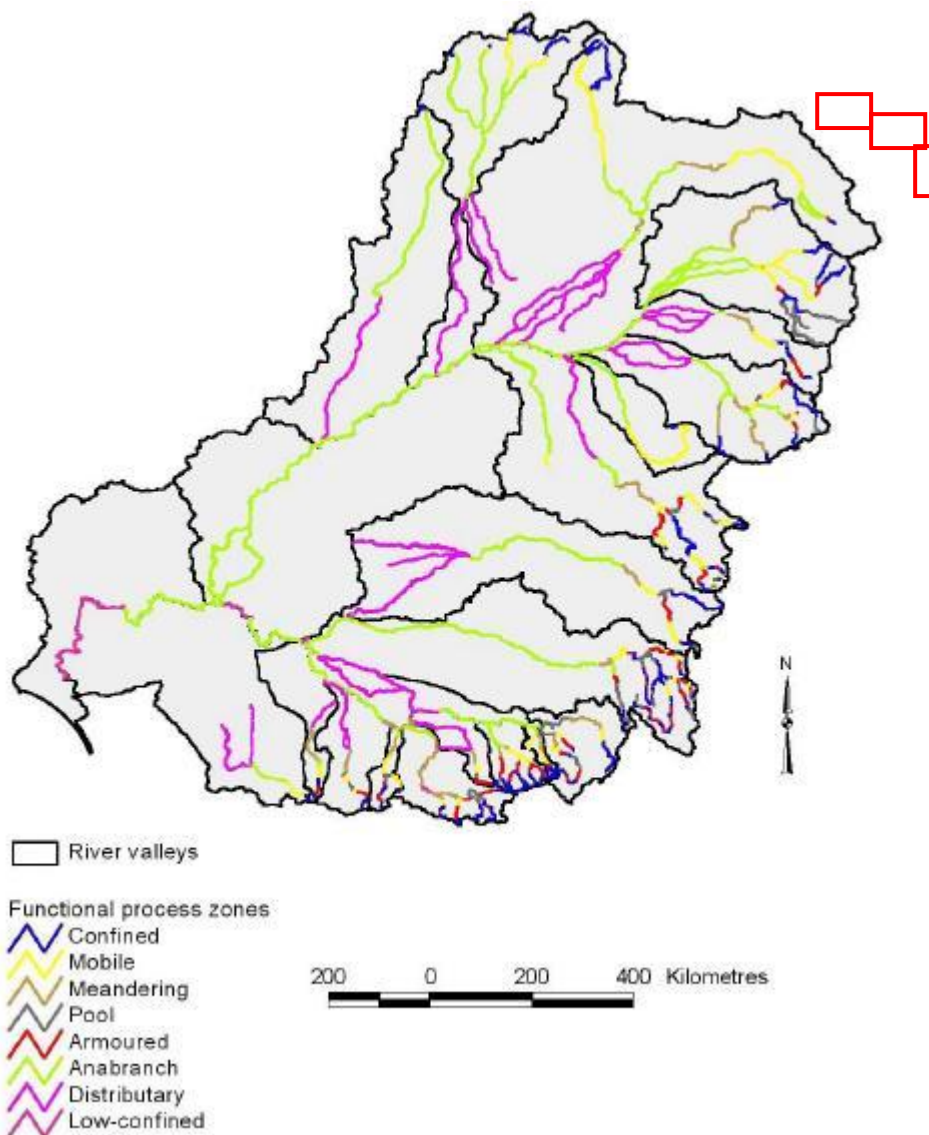 N
River valleys
Functional process zones
Confined
Mobile
Meandering
Pool
Armoured
Anabranch
Distributary
Low-confined
200 0 200 400 Kilometres